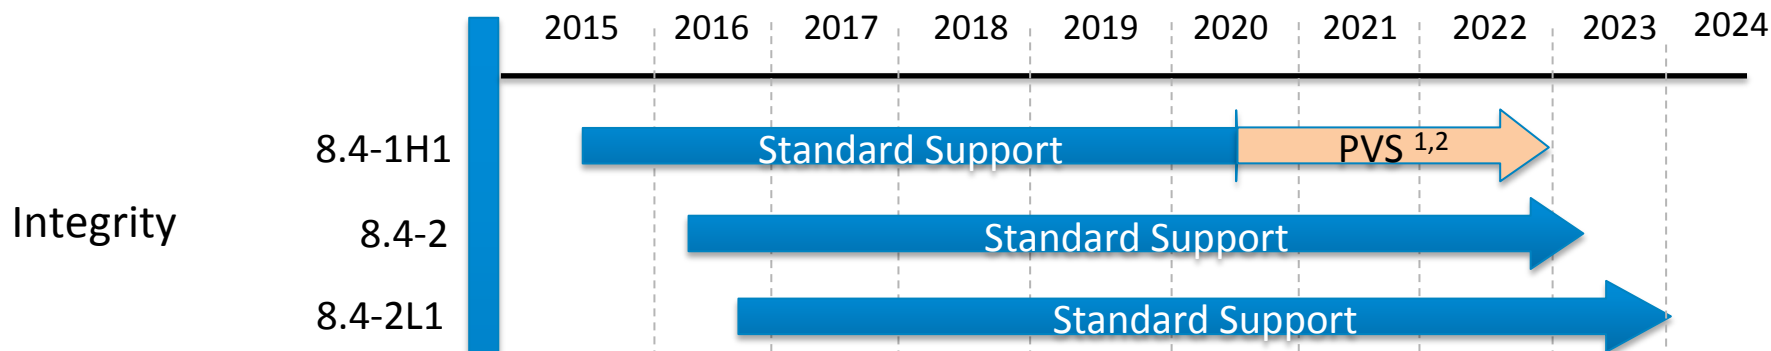 2015 2016 2017 2018 2019 2020 2021 2022 2023 2024
8.4-1H1 Standard Support PVS 1,2
Integrity
8.4-2 Standard Support
8.4-2L1 Standard Support